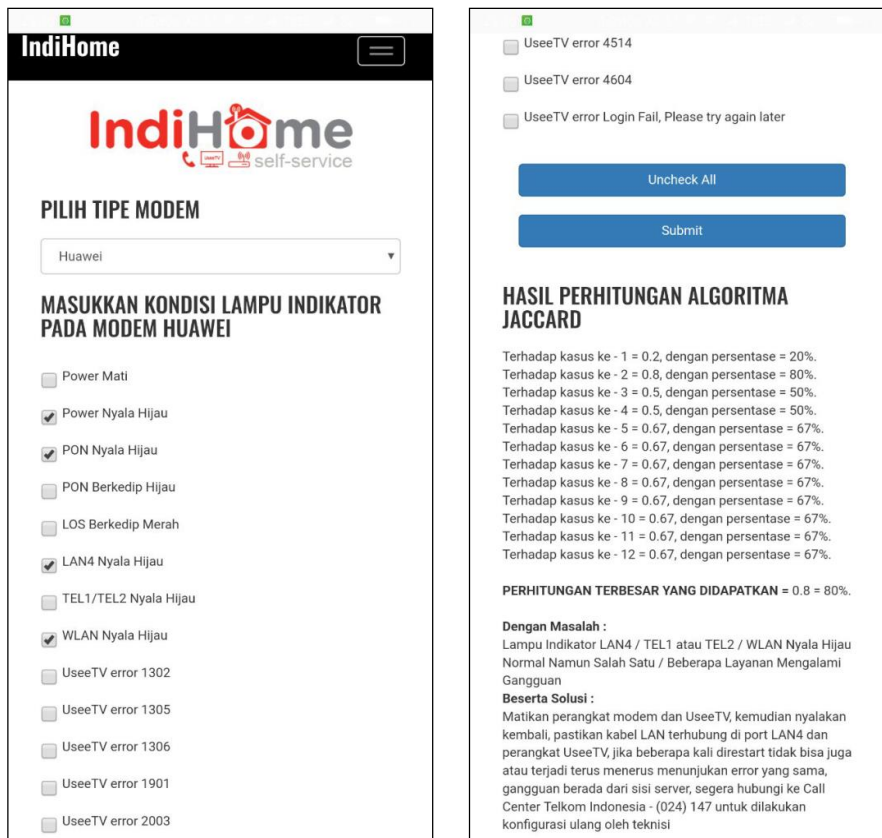 IndiHome
IndiHome
UseeTV
self-service
PILIH TIPE MODEM
Huawei
MASUKKAN KONDISI LAMPU INDIKATOR
PADA MODEM HUAWEI
Power Mati
Power Nyala Hijau
PON Nyala Hijau
PON Berkedip Hijau
LOS Berkedip Merah
LAN4 Nyala Hijau
TEL1/TEL2 Nyala Hijau
WLAN Nyala Hijau
UseeTV error 1302
UseeTV error 1305
UseeTV error 1306
UseeTV error 1901
UseeTV error 2003
UseeTV error 4514
UseeTV error 4604
UseeTV error Login Fail, Please try again later
Uncheck All
Submit
HASIL PERHITUNGAN ALGORITMA
JACCARD
Terhadap kasus ke - 1 = 0.2, dengan persentase = 20%.
Terhadap kasus ke - 2 = 0.8, dengan persentase = 80%.
Terhadap kasus ke - 3 = 0.5, dengan persentase = 50%.
Terhadap kasus ke - 4 = 0.5, dengan persentase = 50%.
Terhadap kasus ke - 5 = 0.67, dengan persentase = 67%.
Terhadap kasus ke - 6 = 0.67, dengan persentase = 67%.
Terhadap kasus ke - 7 = 0.67, dengan persentase = 67%.
Terhadap kasus ke - 8 = 0.67, dengan persentase = 67%.
Terhadap kasus ke - 9 = 0.67, dengan persentase = 67%.
Terhadap kasus ke - 10 = 0.67, dengan persentase = 67%.
Terhadap kasus ke - 11 = 0.67, dengan persentase = 67%.
Terhadap kasus ke - 12 = 0.67, dengan persentase = 67%.
PERHITUNGAN TERBESAR YANG DIDAPATKAN = 0.8 = 80%.
Dengan Masalah :
Lampu Indikator LAN4 / TEL1 atau TEL2 / WLAN Nyala Hijau
Normal Namun Salah Satu / Beberapa Layanan Mengalami
Gangguan
Beserta Solusi :
Matikan perangkat modem dan UseeTV, kemudian nyalakan
kembali, pastikan kabel LAN terhubung di port LAN4 dan
perangkat UseeTV, jika beberapa kali direstart tidak bisa juga
atau terjadi terus menerus menunjukan error yang sama,
gangguan berada dari sisi server, segera hubungi ke Call
Center Telkom Indonesia - (024) 147 untuk dilakukan
konfigurasi ulang oleh teknisi